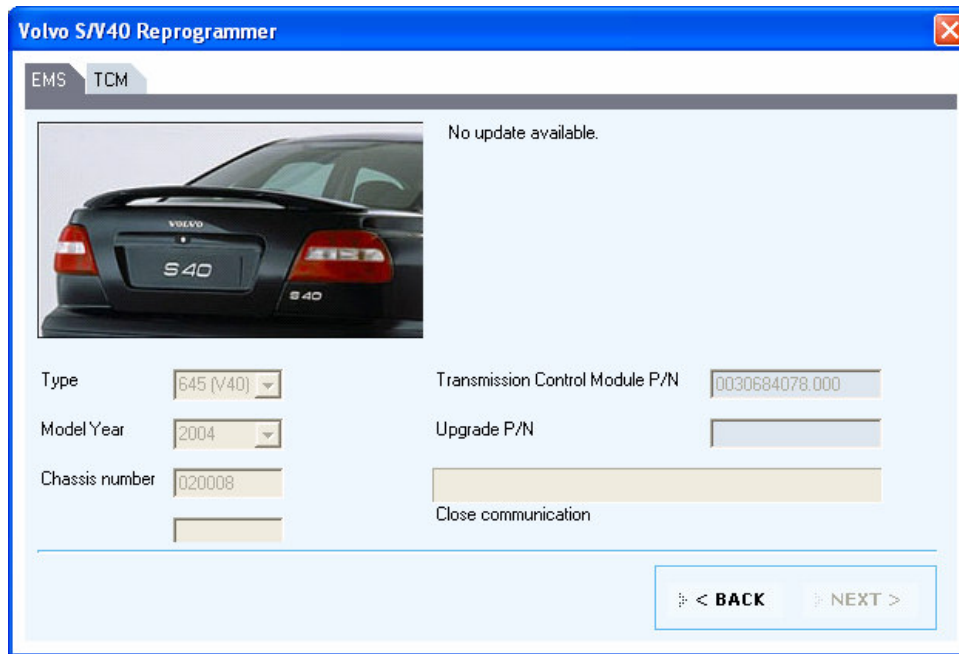 Volvo S/V40 Reprogrammer
EMS TCM
No update available.
VOLVO
S40
S40
Type 645 (V40) Transmission Control Module P/N 0030684078.000
Model Year 2004 Upgrade P/N
Chassis number 020008
Close communication
< BACK NEXT >